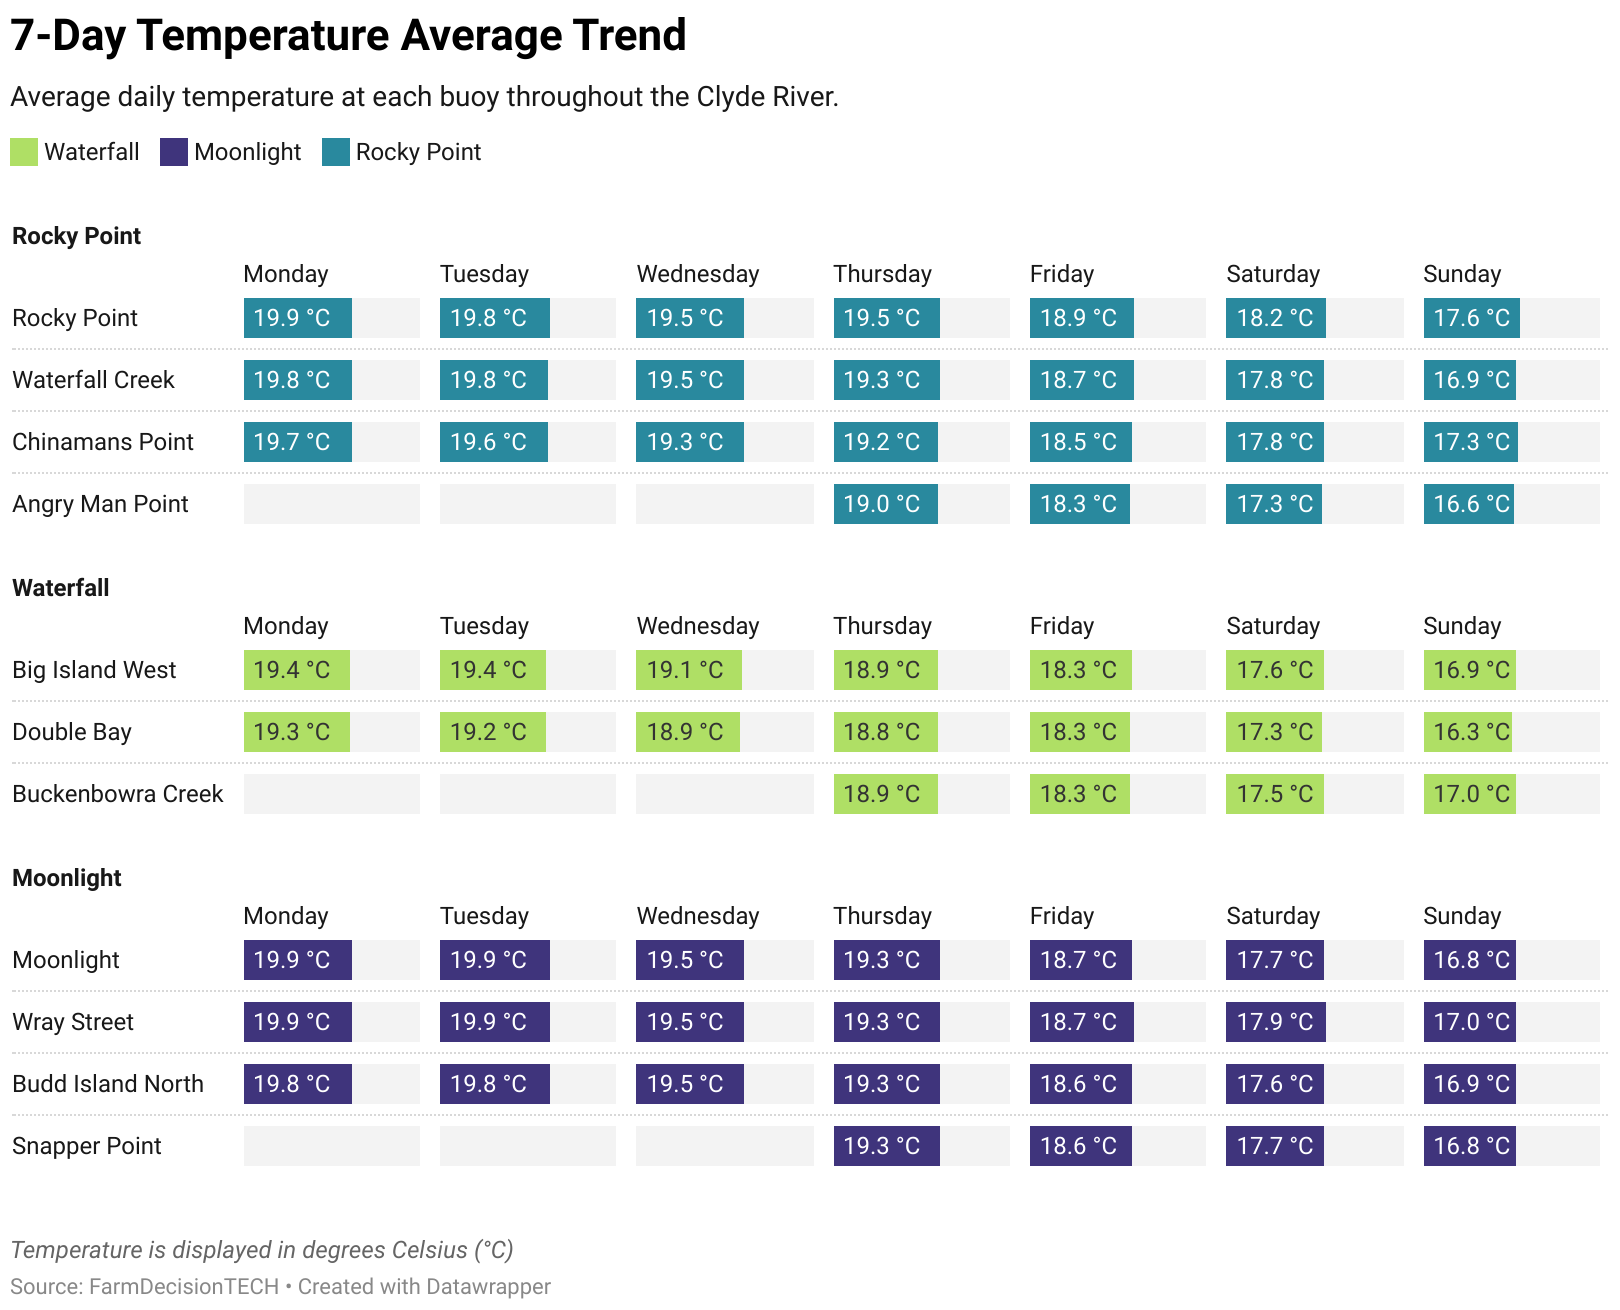 7-Day Temperature Average Trend
Average daily temperature at each buoy throughout the Clyde River.
Waterfall Moonlight Rocky Point
Rocky Point
Monday Tuesday Wednesday Thursday Friday Saturday Sunday
Rocky Point 19.9 °C 19.8 °C 19.5 °C 19.5 °C 18.9 °C 18.2 °C 17.6 °C
Waterfall Creek 19.8 °C 19.8 °C 19.5 °C 19.3 °C 18.7 °C 17.8 °C 16.9 °C
Chinamans Point 19.7 °C 19.6 °C 19.3 °C 19.2 °C 18.5 °C 17.8 °C 17.3 °C
Angry Man Point 19.0 °C 18.3 °C 17.3 °C 16.6 °C
Waterfall
Monday Tuesday Wednesday Thursday Friday Saturday Sunday
Big Island West 19.4 °C 19.4 °C 19.1 °C 18.9 °C 18.3 °C 17.6 °C 16.9 °C
Double Bay 19.3 °C 19.2 °C 18.9 °C 18.8 °C 18.3 °C 17.3 °C 16.3 °C
Buckenbowra Creek 18.9 °C 18.3 °C 17.5 °C 17.0 °C
Moonlight
Monday Tuesday Wednesday Thursday Friday Saturday Sunday
Moonlight 19.9 °C 19.9 °C 19.5 °C 19.3 °C 18.7 °C 17.7 °C 16.8 °C
Wray Street 19.9 °C 19.9 °C 19.5 °C 19.3 °C 18.7 °C 17.9 °C 17.0 °C
Budd Island North 19.8 °C 19.8 °C 19.5 °C 19.3 °C 18.6 °C 17.6 °C 16.9 °C
Snapper Point 19.3 °C 18.6 °C 17.7 °C 16.8 °C
Temperature is displayed in degrees Celsius (°C)
Source: FarmDecisionTECH • Created with Datawrapper